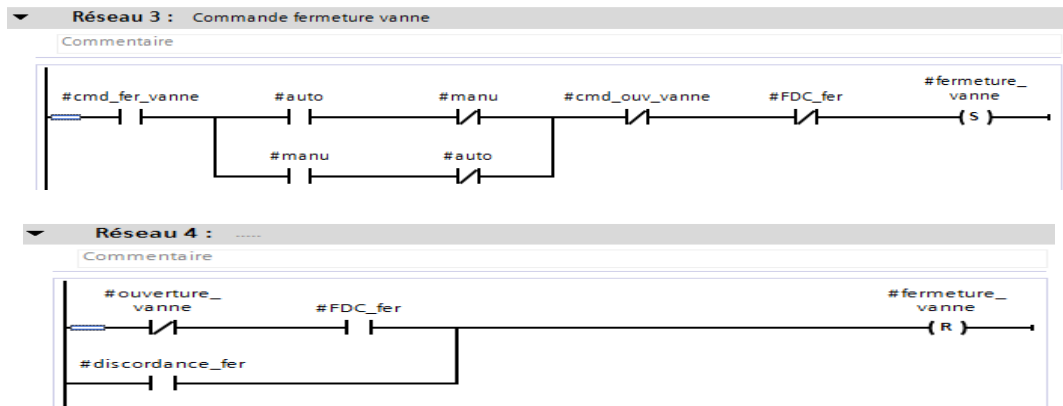 Réseau 3 : Commande fermeture vanne
Commentaire
#fermeture_
#cmd_fer_vanne #auto #manu #cmd_ouv_vanne #FDC_fer vanne
S
#manu #auto
Réseau 4 : .....
Commentaire
#ouverture_ #fermeture_
vanne #FDC_fer vanne
R
#discordance_fer